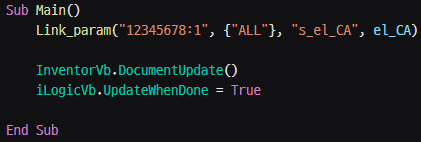 Sub Main()
    Link_param("12345678:1", {"ALL"}, "s_el_CA", el_CA)

    InventorVb.DocumentUpdate()
    iLogicVb.UpdateWhenDone = True

End Sub